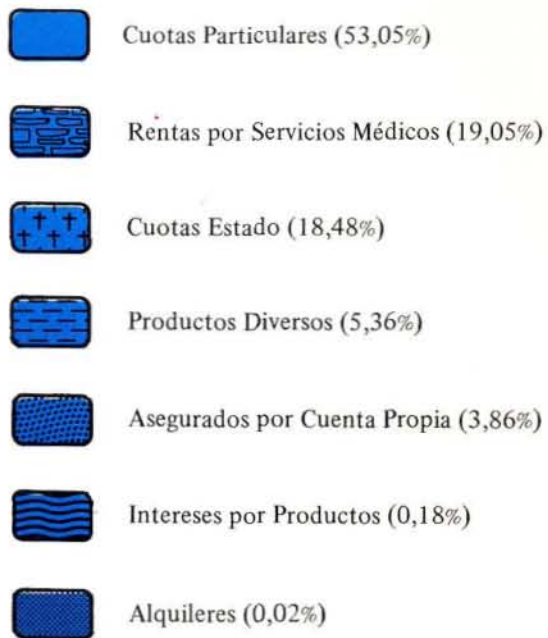 Cuotas Particulares (53,05%)
Rentas por Servicios Médicos (19,05%)
Cuotas Estado (18,48%)
Productos Diversos (5,36%)
Asegurados por Cuenta Propia (3,86%)
Intereses por Productos (0,18%)
Alquileres (0,02%)